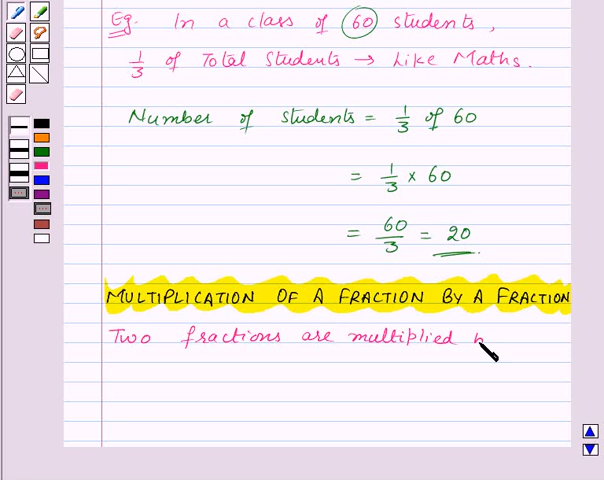 Eg. In a class of 60 students,
1/3 of Total Students → Like Maths.
Number of students = 1/3 of 60
= 1/3 × 60
= 60/3 = 20
MULTIPLICATION OF A FRACTION BY A FRACTION
Two fractions are multiplied